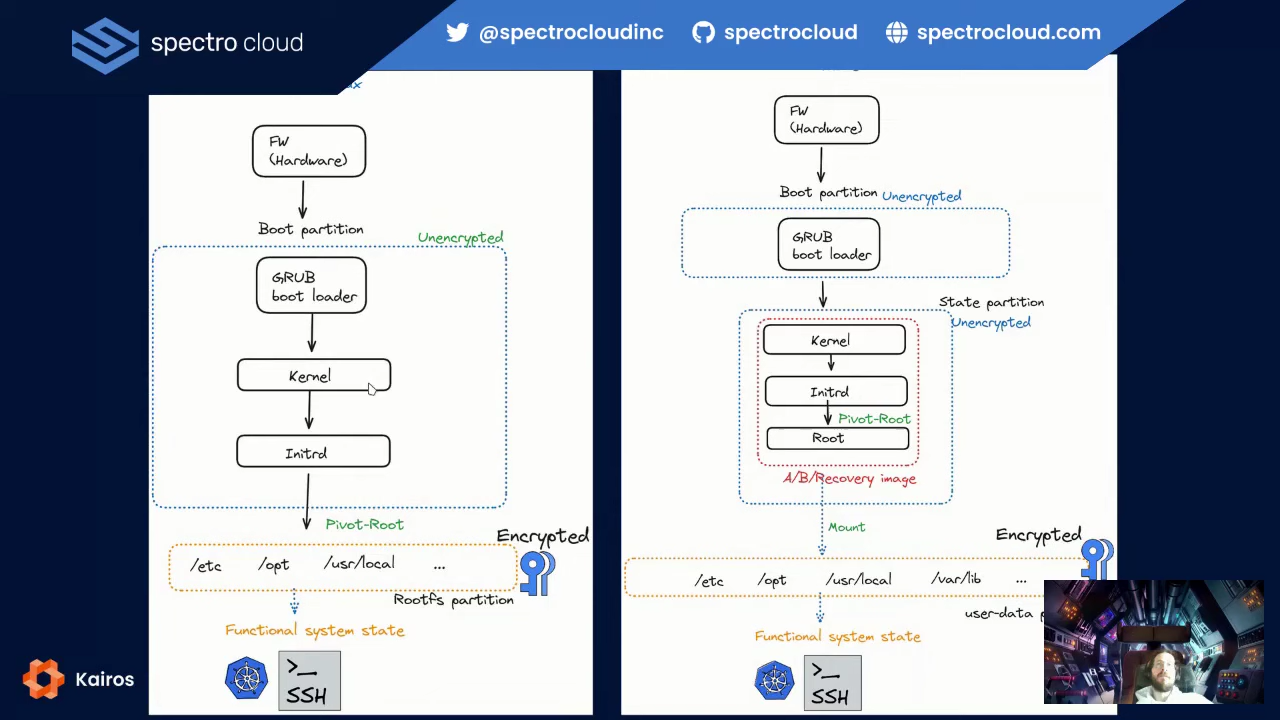 spectro cloud
@spectrocloudinc
spectrocloud
spectrocloud.com
FW
(Hardware)
Boot partition
Unencrypted
GRUB
boot loader
Kernel
Initrd
Pivot-Root
Encrypted
/etc
/opt
/usr/local
...
Rootfs partition
Functional system state
>_
SSH
FW
(Hardware)
Boot partition
Unencrypted
GRUB
boot loader
State partition
Unencrypted
Kernel
Initrd
Pivot-Root
Root
A/B/Recovery image
Mount
Encrypted
/etc
/opt
/usr/local
/var/lib
...
user-data
Functional system state
>_
SSH
Kairos